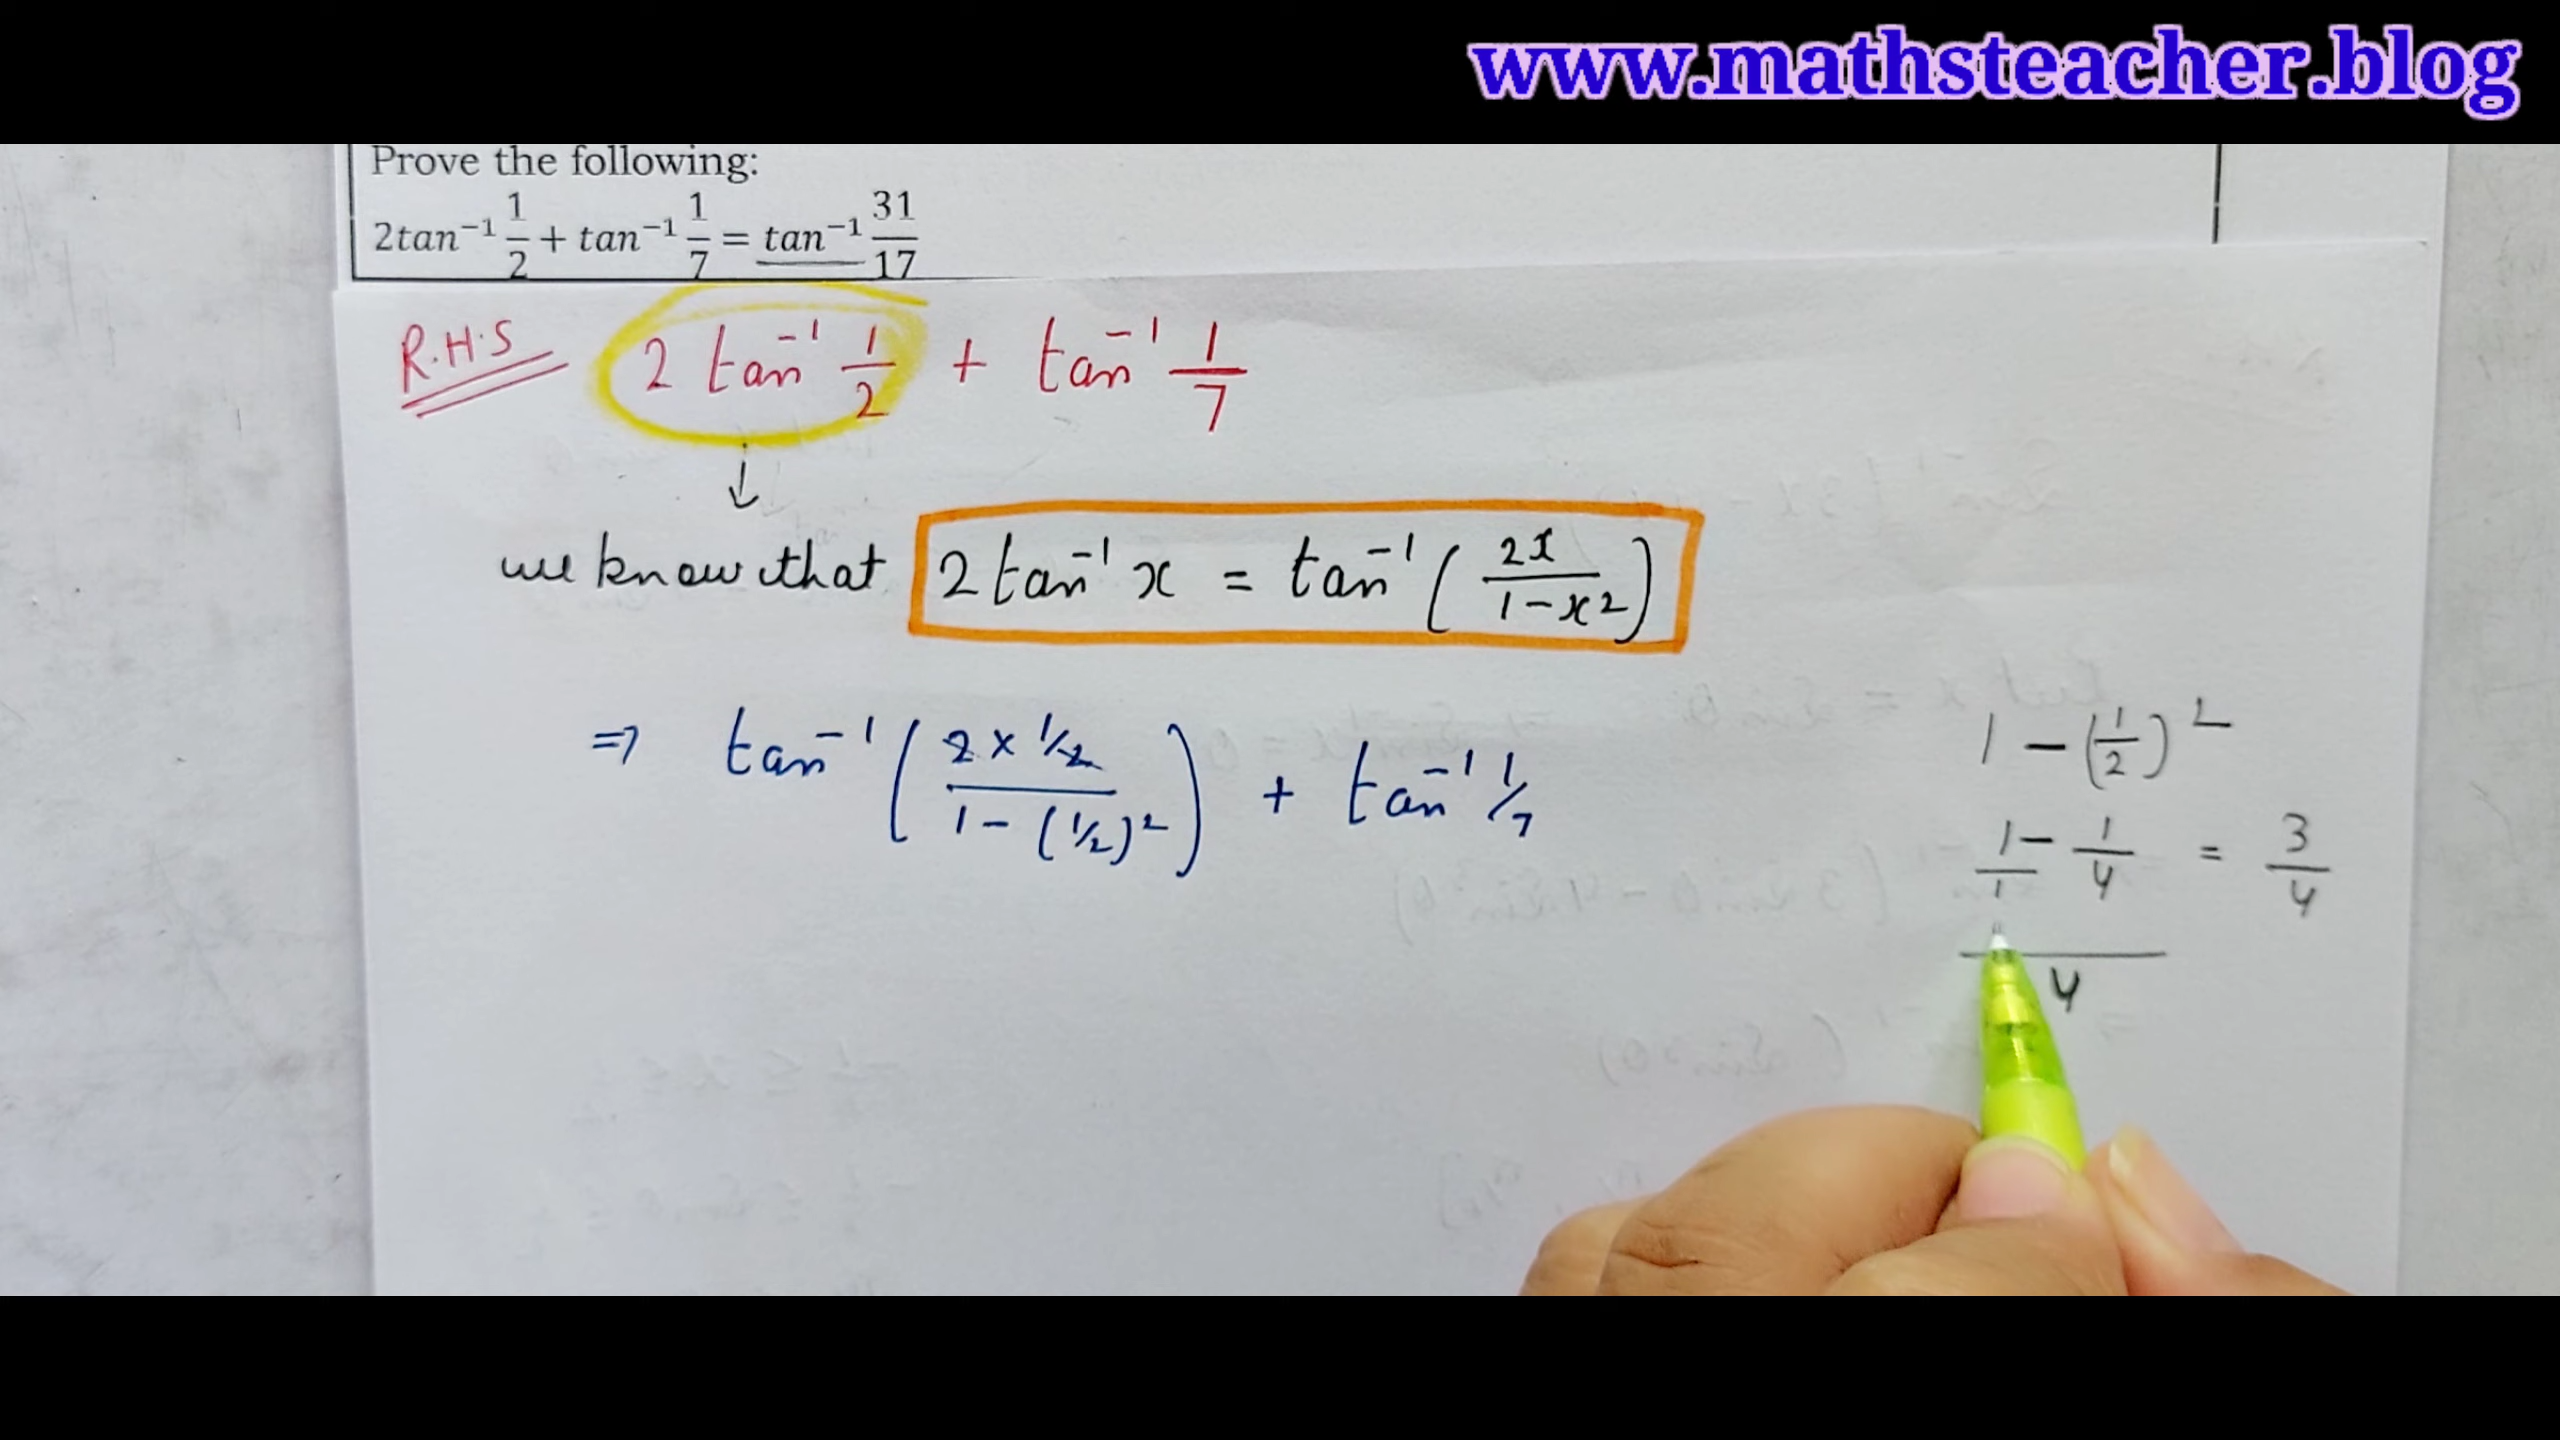 www.mathsteacher.blog
Prove the following:
2tan⁻¹ 1/2 + tan⁻¹ 1/7 = tan⁻¹ 31/17
R.H.S 2 tan⁻¹ 1/2 + tan⁻¹ 1/7
↓
we know that 2 tan⁻¹ x = tan⁻¹ ( 2x / 1-x² )
1 - (1/2)²
⇒ tan⁻¹ ( 2 × 1/2 / 1 - (1/2)² ) + tan⁻¹ 1/7
1/1 - 1/4 = 3/4
4